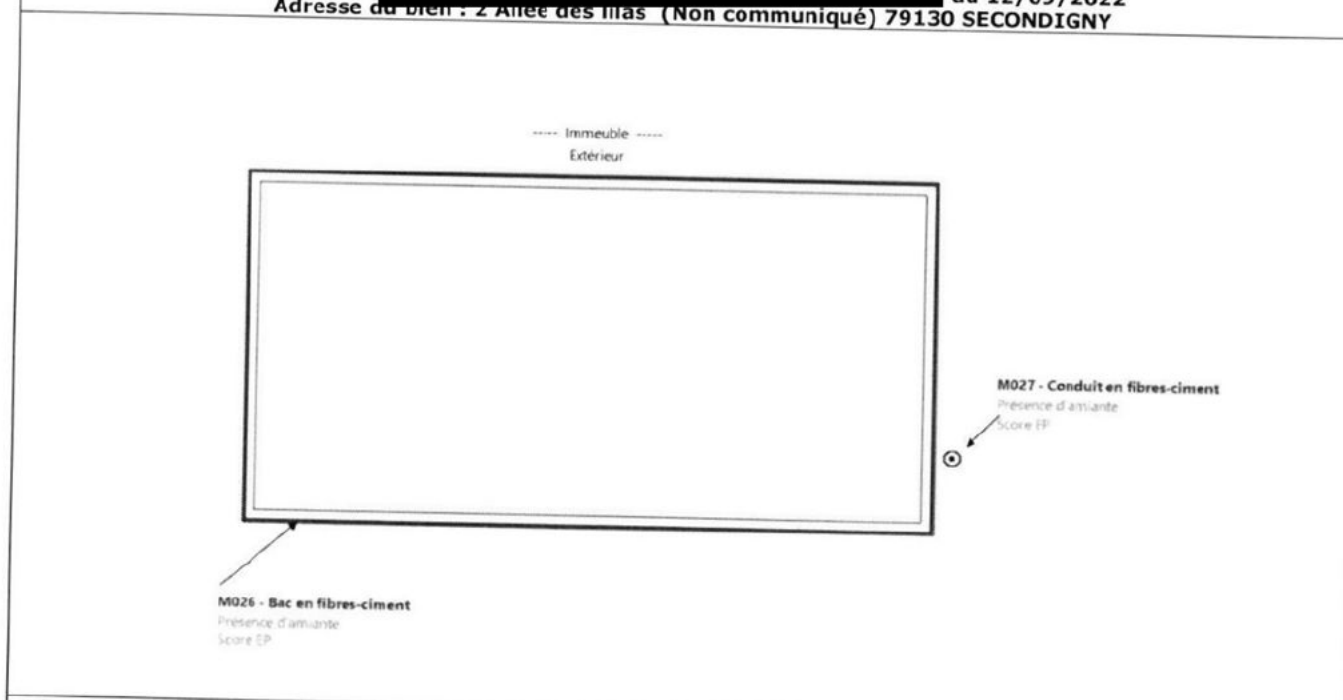 Adresse du bien : 2 Allée des lilas (Non communiqué) 79130 SECONDIGNY
----- Immeuble -----
Extérieur
M027 - Conduit en fibres-ciment
Présence d'amiante
Score EP
M026 - Bac en fibres-ciment
Présence d'amiante
Score EP